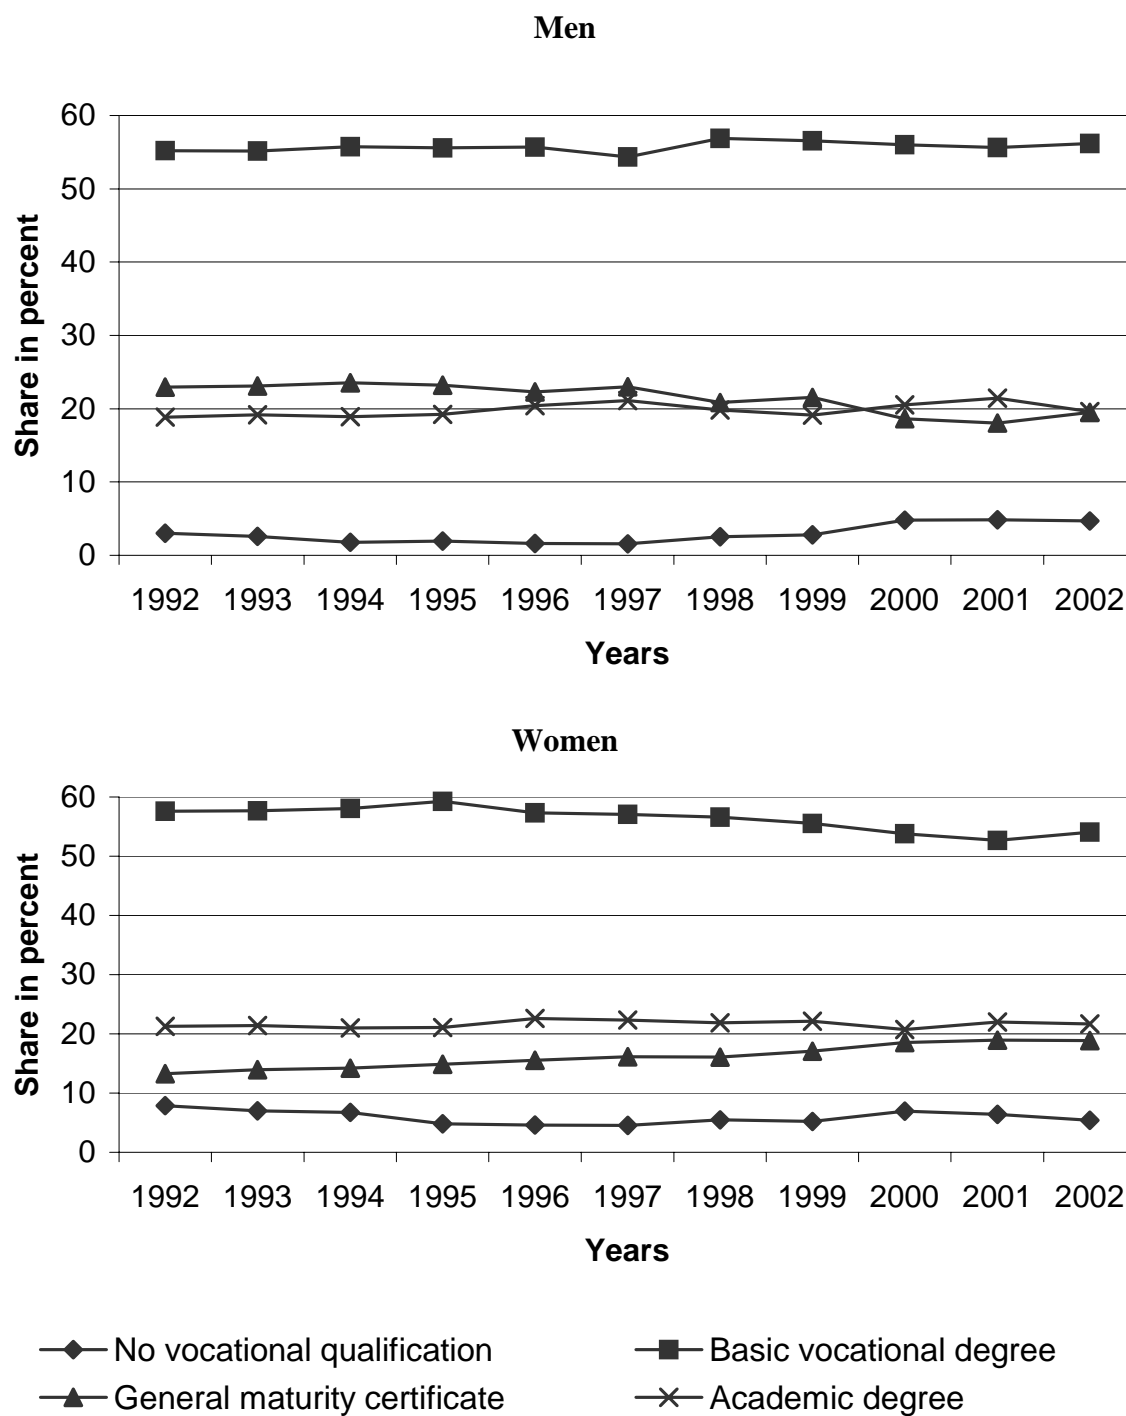 Men
60
50
40
30
20
10
0
Share in percent
1992 1993 1994 1995 1996 1997 1998 1999 2000 2001 2002
Years
Women
60
50
40
30
20
10
0
Share in percent
1992 1993 1994 1995 1996 1997 1998 1999 2000 2001 2002
Years
No vocational qualification Basic vocational degree
General maturity certificate Academic degree